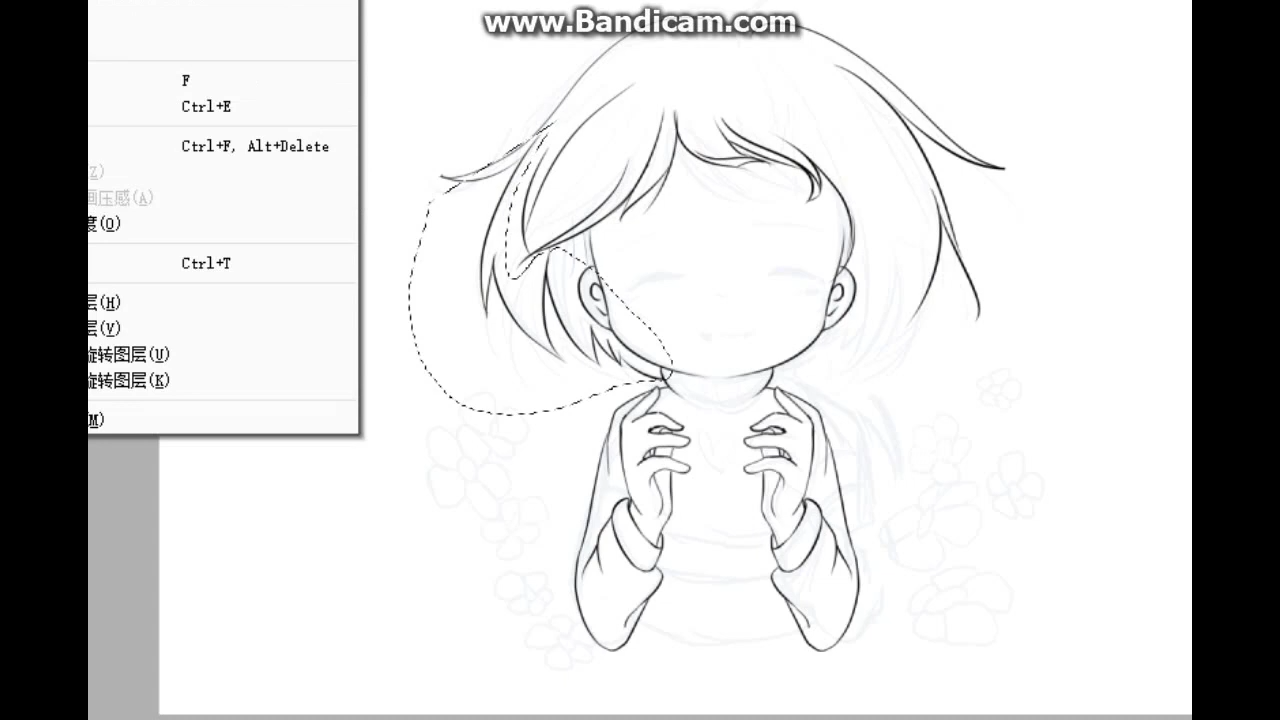 www.Bandicam.com
F
Ctrl+E
Ctrl+F, Alt+Delete
Z)
画压感(A)
度(O)
Ctrl+T
层(H)
层(V)
旋转图层(U)
旋转图层(K)
(M)